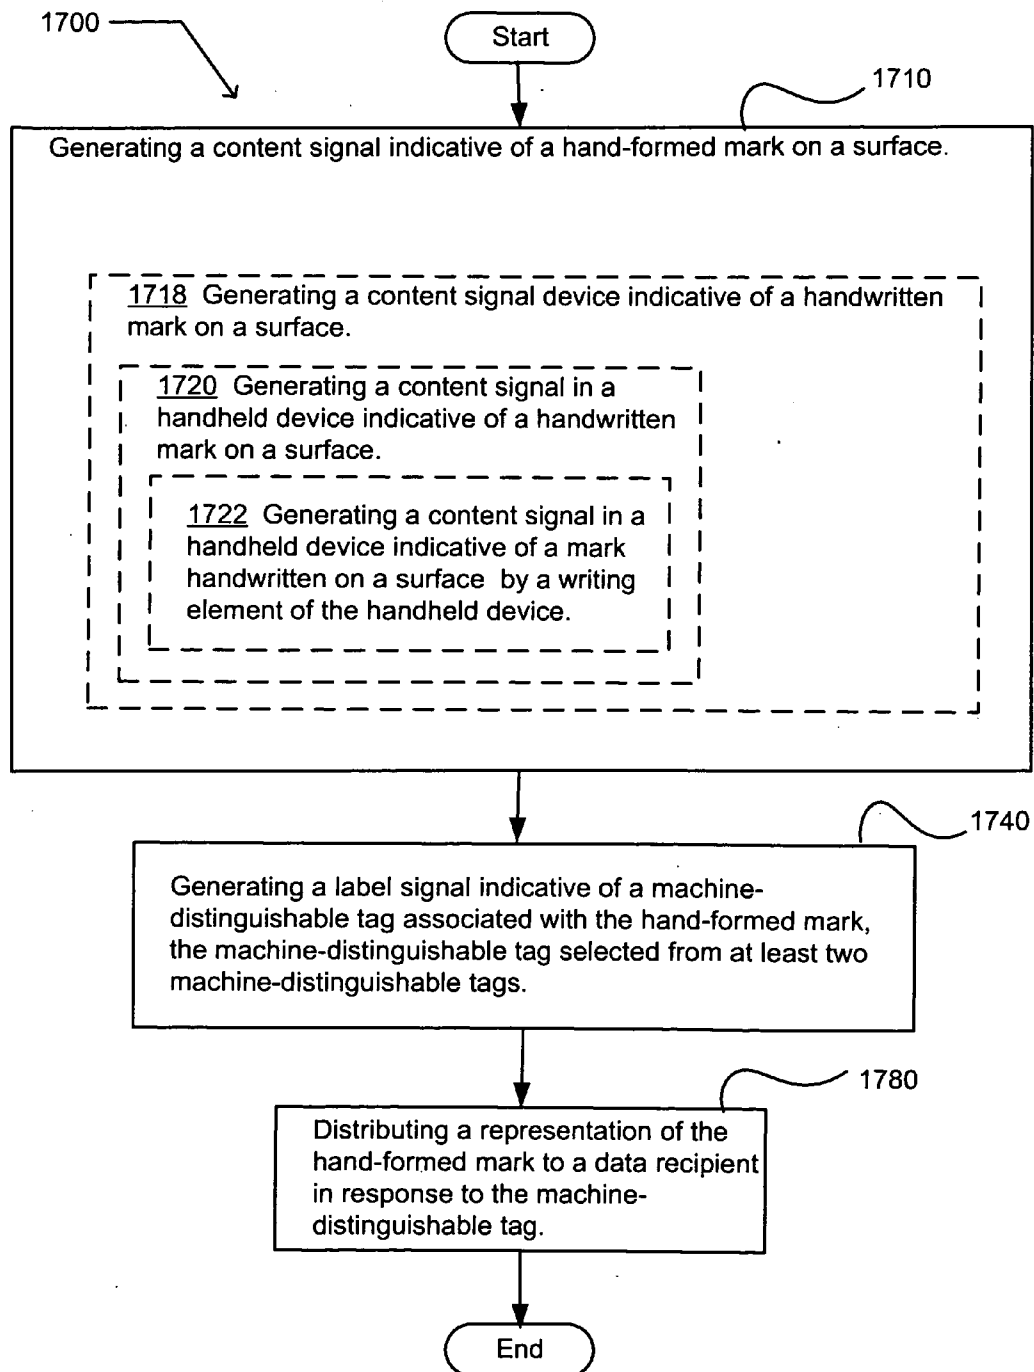 1700
Start
1710
Generating a content signal indicative of a hand-formed mark on a surface.
1718 Generating a content signal device indicative of a handwritten
mark on a surface.
1720 Generating a content signal in a
handheld device indicative of a handwritten
mark on a surface.
1722 Generating a content signal in a
handheld device indicative of a mark
handwritten on a surface by a writing
element of the handheld device.
1740
Generating a label signal indicative of a machine-
distinguishable tag associated with the hand-formed mark,
the machine-distinguishable tag selected from at least two
machine-distinguishable tags.
1780
Distributing a representation of the
hand-formed mark to a data recipient
in response to the machine-
distinguishable tag.
End